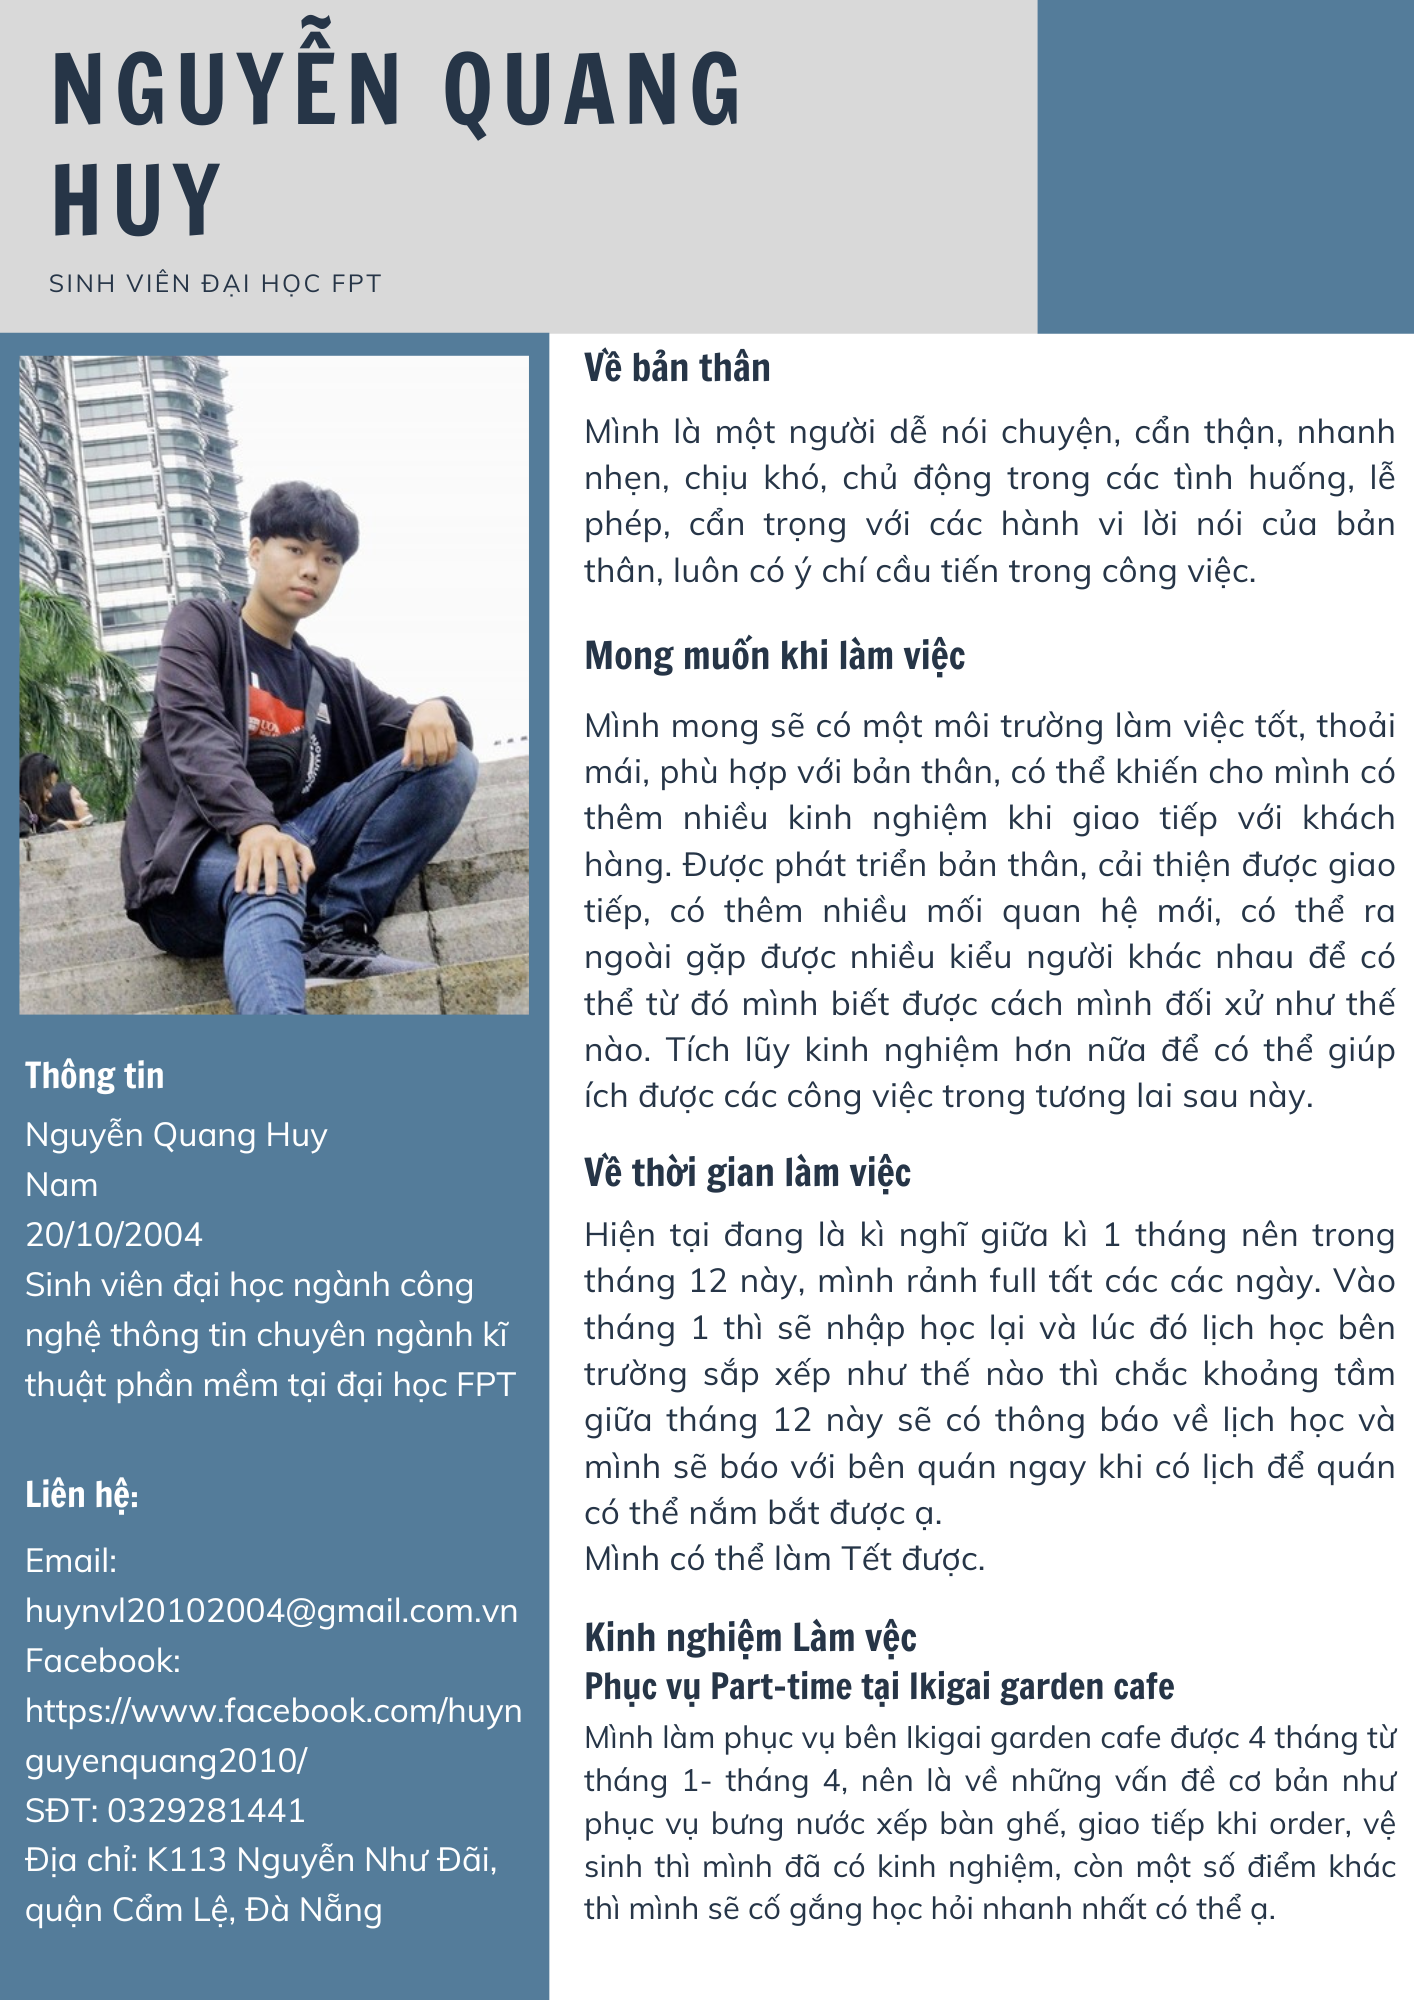 NGUYỄN QUANG
HUY
SINH VIÊN ĐẠI HỌC FPT
Thông tin
Nguyễn Quang Huy
Nam
20/10/2004
Sinh viên đại học ngành công
nghệ thông tin chuyên ngành kĩ
thuật phần mềm tại đại học FPT
Liên hệ:
Email:
huynvl20102004@gmail.com.vn
Facebook:
https://www.facebook.com/huyn
guyenquang2010/
SĐT: 0329281441
Địa chỉ: K113 Nguyễn Như Đãi,
quận Cẩm Lệ, Đà Nẵng
Về bản thân
Mình là một người dễ nói chuyện, cẩn thận, nhanh
nhẹn, chịu khó, chủ động trong các tình huống, lễ
phép, cẩn trọng với các hành vi lời nói của bản
thân, luôn có ý chí cầu tiến trong công việc.
Mong muốn khi làm việc
Mình mong sẽ có một môi trường làm việc tốt, thoải
mái, phù hợp với bản thân, có thể khiến cho mình có
thêm nhiều kinh nghiệm khi giao tiếp với khách
hàng. Được phát triển bản thân, cải thiện được giao
tiếp, có thêm nhiều mối quan hệ mới, có thể ra
ngoài gặp được nhiều kiểu người khác nhau để có
thể từ đó mình biết được cách mình đối xử như thế
nào. Tích lũy kinh nghiệm hơn nữa để có thể giúp
ích được các công việc trong tương lai sau này.
Về thời gian làm việc
Hiện tại đang là kì nghĩ giữa kì 1 tháng nên trong
tháng 12 này, mình rảnh full tất các các ngày. Vào
tháng 1 thì sẽ nhập học lại và lúc đó lịch học bên
trường sắp xếp như thế nào thì chắc khoảng tầm
giữa tháng 12 này sẽ có thông báo về lịch học và
mình sẽ báo với bên quán ngay khi có lịch để quán
có thể nắm bắt được ạ.
Mình có thể làm Tết được.
Kinh nghiệm Làm vệc
Phục vụ Part-time tại Ikigai garden cafe
Mình làm phục vụ bên Ikigai garden cafe được 4 tháng từ
tháng 1- tháng 4, nên là về những vấn đề cơ bản như
phục vụ bưng nước xếp bàn ghế, giao tiếp khi order, vệ
sinh thì mình đã có kinh nghiệm, còn một số điểm khác
thì mình sẽ cố gắng học hỏi nhanh nhất có thể ạ.